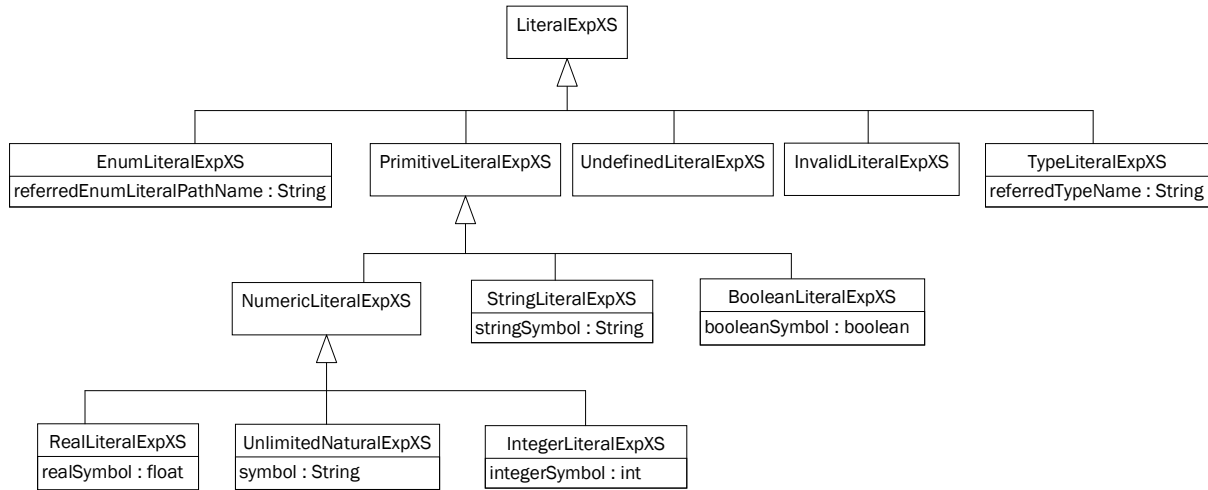 LiteralExpXS
EnumLiteralExpXS
referredEnumLiteralPathName : String
PrimitiveLiteralExpXS
UndefinedLiteralExpXS
InvalidLiteralExpXS
TypeLiteralExpXS
referredTypeName : String
NumericLiteralExpXS
StringLiteralExpXS
stringSymbol : String
BooleanLiteralExpXS
booleanSymbol : boolean
RealLiteralExpXS
realSymbol : float
UnlimitedNaturalExpXS
symbol : String
IntegerLiteralExpXS
integerSymbol : int